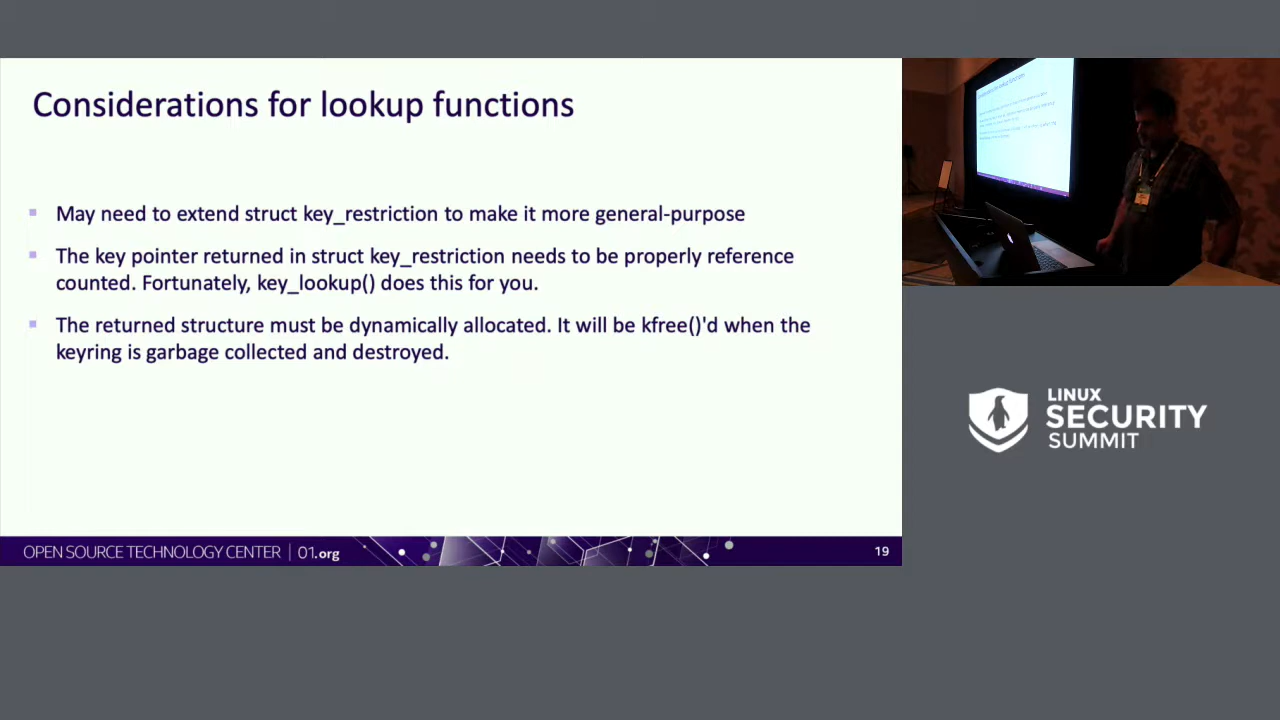 Considerations for lookup functions
May need to extend struct key_restriction to make it more general-purpose
The key pointer returned in struct key_restriction needs to be properly reference
counted. Fortunately, key_lookup() does this for you.
The returned structure must be dynamically allocated. It will be kfree()'d when the
keyring is garbage collected and destroyed.
OPEN SOURCE TECHNOLOGY CENTER | 01.org
19
LINUX
SECURITY
SUMMIT